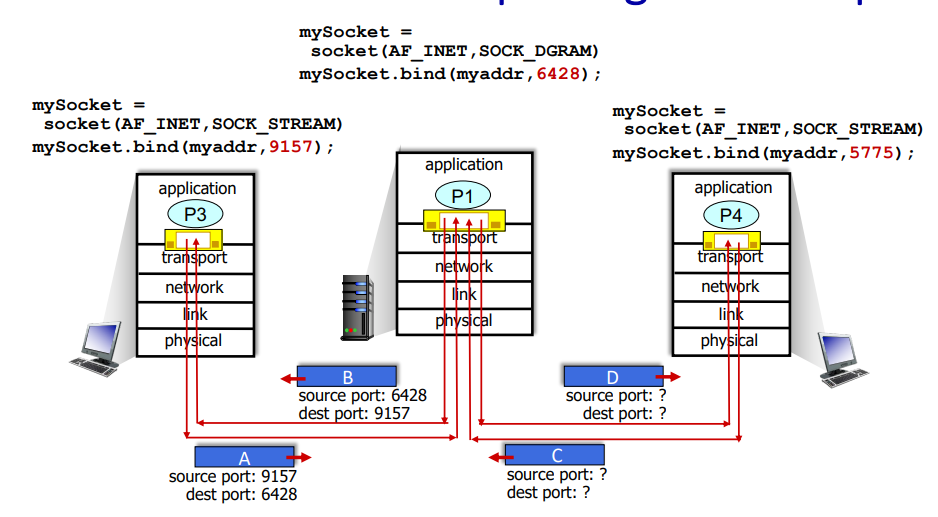 mySocket =
socket(AF_INET,SOCK_DGRAM)
mySocket.bind(myaddr,6428);
mySocket =
socket(AF_INET,SOCK_STREAM)
mySocket.bind(myaddr,9157);
mySocket =
socket(AF_INET,SOCK_STREAM)
mySocket.bind(myaddr,5775);
application
P3
transport
network
link
physical
application
P1
transport
network
link
physical
application
P4
transport
network
link
physical
B
source port: 6428
dest port: 9157
D
source port: ?
dest port: ?
A
source port: 9157
dest port: 6428
C
source port: ?
dest port: ?